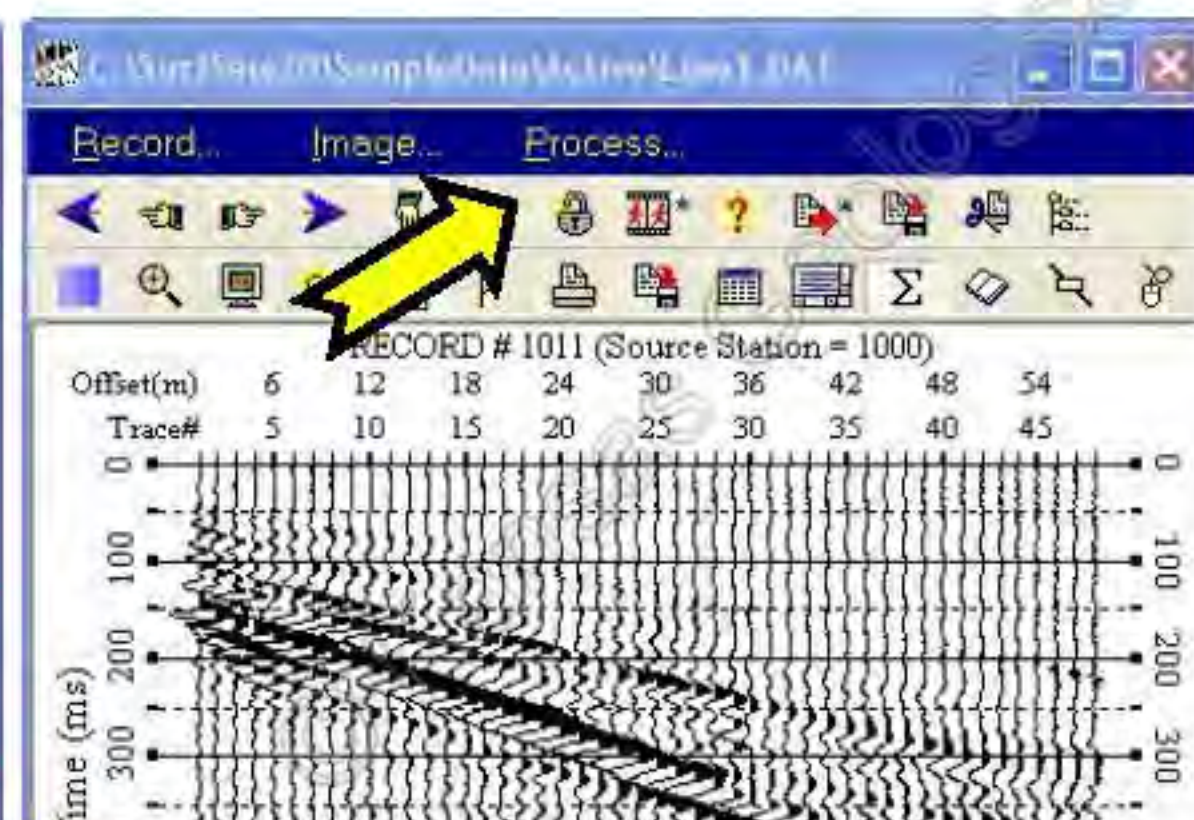 Record... Image... Process...
RECORD # 1011 (Source Station = 1000)
Offset(m) 6 12 18 24 30 36 42 48 54
Trace# 5 10 15 20 25 30 35 40 45
0 0
100 100
200 200
300 300
(ms)